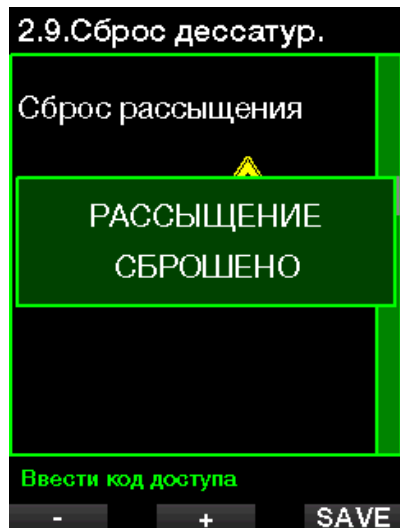 2.9.Сброс дессатур.
Сброс рассыщения
РАССЫЩЕНИЕ
СБРОШЕНО
Ввести код доступа
- + SAVE